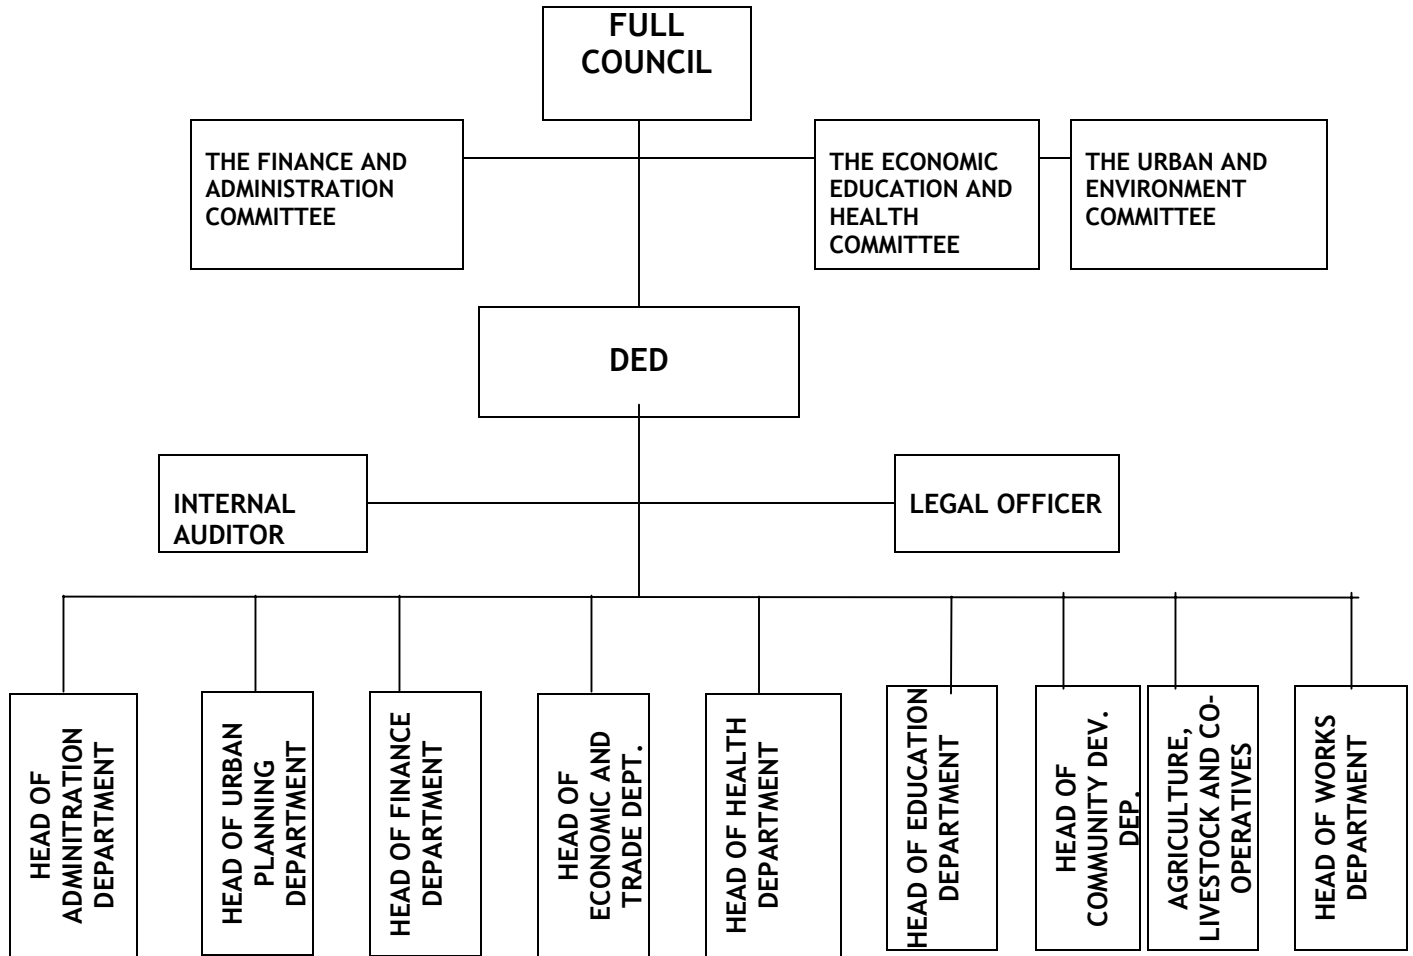 FULL
COUNCIL
THE FINANCE AND
ADMINISTRATION
COMMITTEE
THE ECONOMIC
EDUCATION AND
HEALTH
COMMITTEE
THE URBAN AND
ENVIRONMENT
COMMITTEE
DED
INTERNAL
AUDITOR
LEGAL OFFICER
HEAD OF
ADMINITRATION
DEPARTMENT
HEAD OF URBAN
PLANNING
DEPARTMENT
HEAD OF FINANCE
DEPARTMENT
HEAD OF
ECONOMIC AND
TRADE DEPT.
HEAD OF HEALTH
DEPARTMENT
HEAD OF EDUCATION
DEPARTMENT
HEAD OF
COMMUNITY DEV.
DEP.
AGRICULTURE,
LIVESTOCK AND CO-
OPERATIVES
HEAD OF WORKS
DEPARTMENT